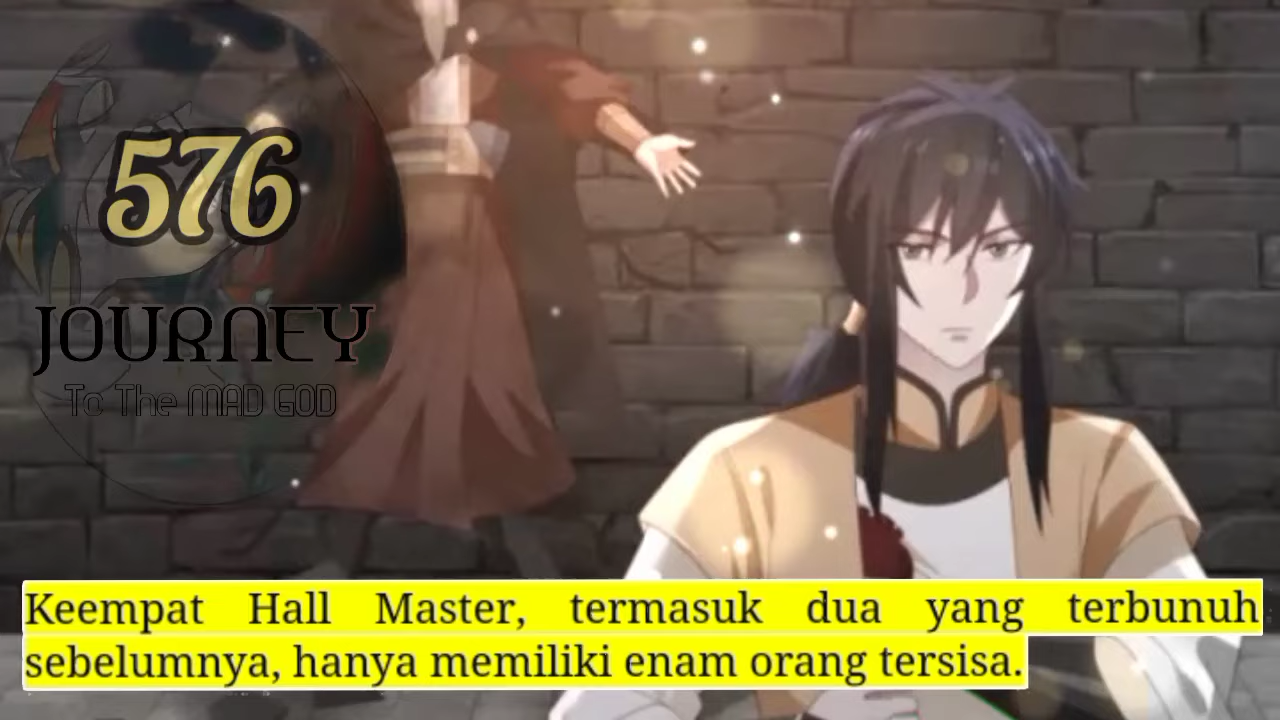 576
JOURNEY
To The MAD GOD
Keempat Hall Master, termasuk dua yang terbunuh
sebelumnya, hanya memiliki enam orang tersisa.